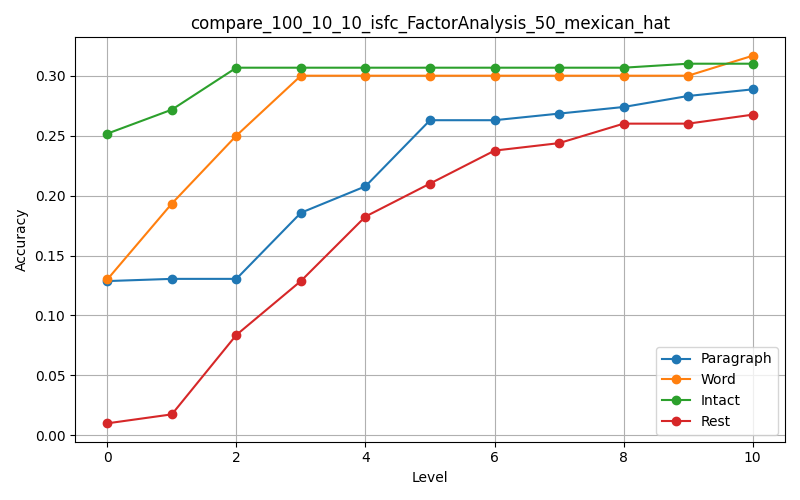 compare_100_10_10_isfc_FactorAnalysis_50_mexican_hat
0.30
0.25
0.20
0.15
0.10
0.05
0.00
Accuracy
0 2 4 6 8 10
Level
Paragraph
Word
Intact
Rest